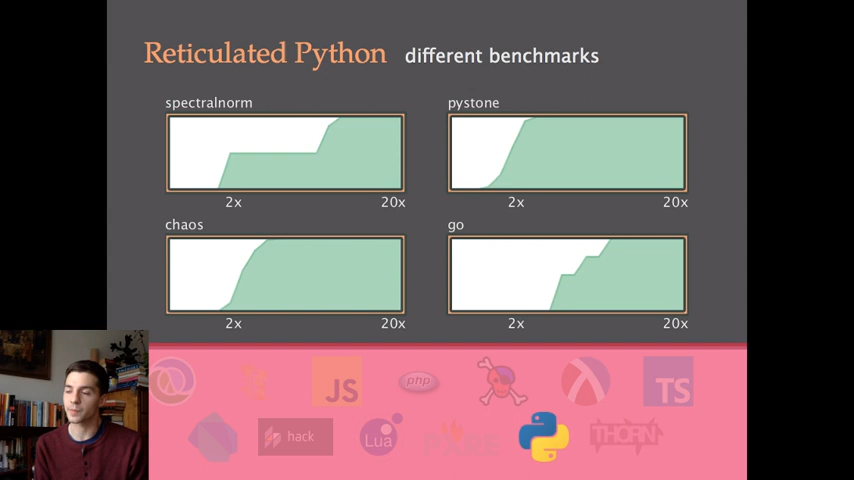 Reticulated Python different benchmarks
spectralnorm
pystone
2x
20x
2x
20x
chaos
go
2x
20x
2x
20x
JS
php
TS
hack
Lua
THORN